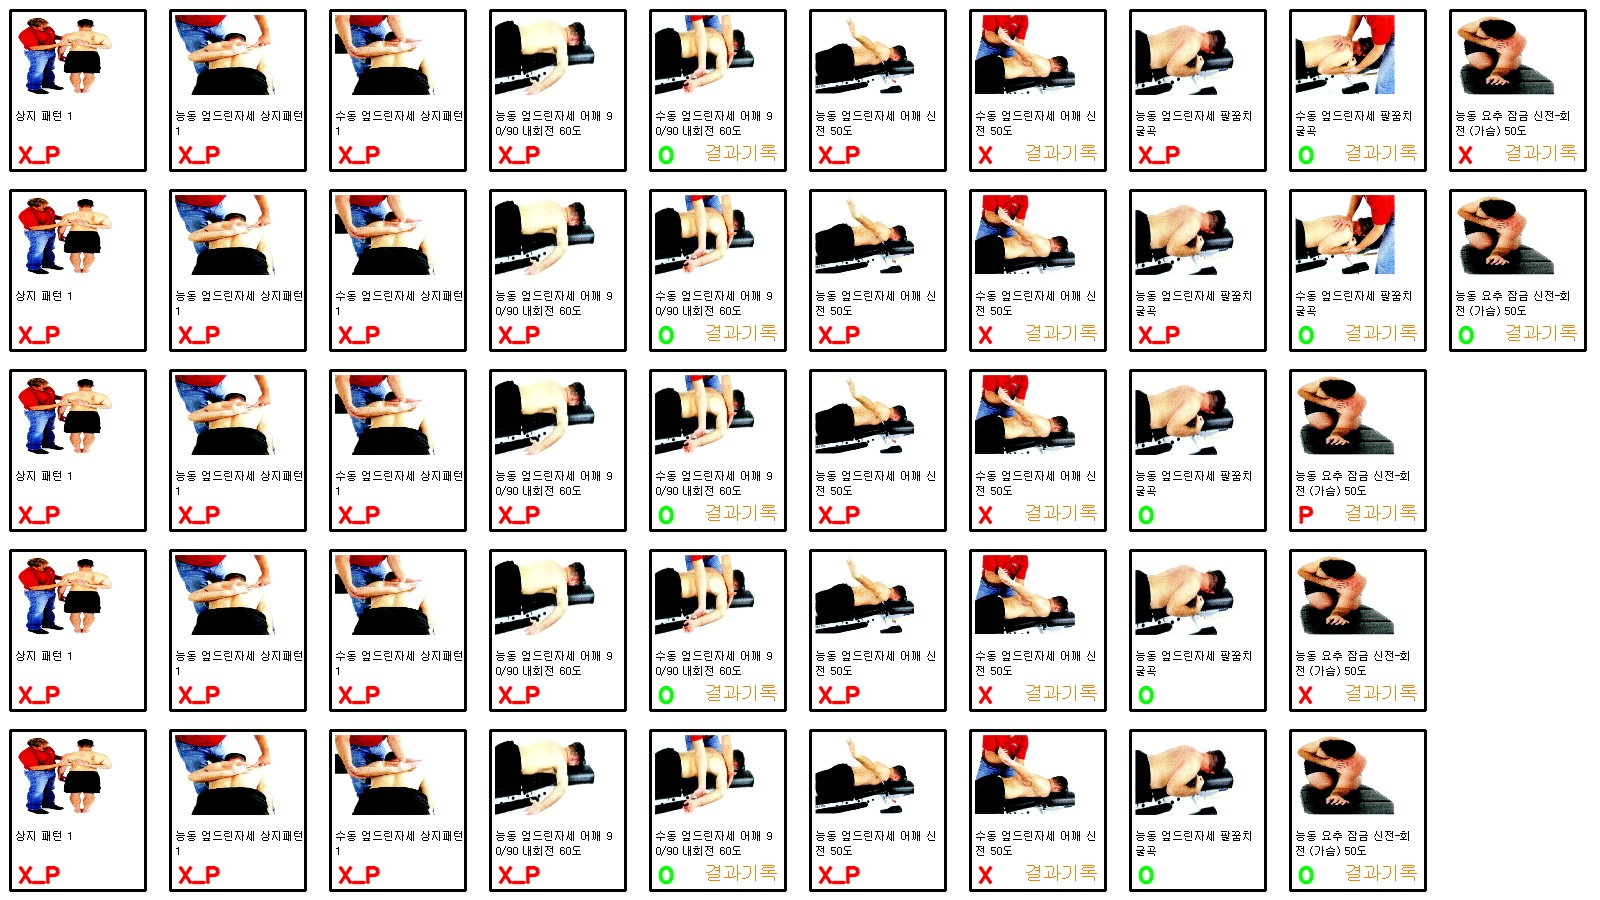 상지 패턴 1
X_P
능동 엎드린자세 상지패턴
1
X_P
수동 엎드린자세 상지패턴
1
X_P
능동 엎드린자세 어깨 9
0/90 내회전 60도
X_P
수동 엎드린자세 어깨 9
0/90 내회전 60도
O 결과기록
능동 엎드린자세 어깨 신
전 50도
X_P
수동 엎드린자세 어깨 신
전 50도
X 결과기록
능동 엎드린자세 팔꿈치
굴곡
X_P
수동 엎드린자세 팔꿈치
굴곡
O 결과기록
능동 요추 잠금 신전-회
전 (가슴) 50도
X 결과기록
상지 패턴 1
X_P
능동 엎드린자세 상지패턴
1
X_P
수동 엎드린자세 상지패턴
1
X_P
능동 엎드린자세 어깨 9
0/90 내회전 60도
X_P
수동 엎드린자세 어깨 9
0/90 내회전 60도
O 결과기록
능동 엎드린자세 어깨 신
전 50도
X_P
수동 엎드린자세 어깨 신
전 50도
X 결과기록
능동 엎드린자세 팔꿈치
굴곡
X_P
수동 엎드린자세 팔꿈치
굴곡
O 결과기록
능동 요추 잠금 신전-회
전 (가슴) 50도
O 결과기록
상지 패턴 1
X_P
능동 엎드린자세 상지패턴
1
X_P
수동 엎드린자세 상지패턴
1
X_P
능동 엎드린자세 어깨 9
0/90 내회전 60도
X_P
수동 엎드린자세 어깨 9
0/90 내회전 60도
O 결과기록
능동 엎드린자세 어깨 신
전 50도
X_P
수동 엎드린자세 어깨 신
전 50도
X 결과기록
능동 엎드린자세 팔꿈치
굴곡
O
능동 요추 잠금 신전-회
전 (가슴) 50도
P 결과기록
상지 패턴 1
X_P
능동 엎드린자세 상지패턴
1
X_P
수동 엎드린자세 상지패턴
1
X_P
능동 엎드린자세 어깨 9
0/90 내회전 60도
X_P
수동 엎드린자세 어깨 9
0/90 내회전 60도
O 결과기록
능동 엎드린자세 어깨 신
전 50도
X_P
수동 엎드린자세 어깨 신
전 50도
X 결과기록
능동 엎드린자세 팔꿈치
굴곡
O
능동 요추 잠금 신전-회
전 (가슴) 50도
X 결과기록
상지 패턴 1
X_P
능동 엎드린자세 상지패턴
1
X_P
수동 엎드린자세 상지패턴
1
X_P
능동 엎드린자세 어깨 9
0/90 내회전 60도
X_P
수동 엎드린자세 어깨 9
0/90 내회전 60도
O 결과기록
능동 엎드린자세 어깨 신
전 50도
X_P
수동 엎드린자세 어깨 신
전 50도
X 결과기록
능동 엎드린자세 팔꿈치
굴곡
O
능동 요추 잠금 신전-회
전 (가슴) 50도
O 결과기록